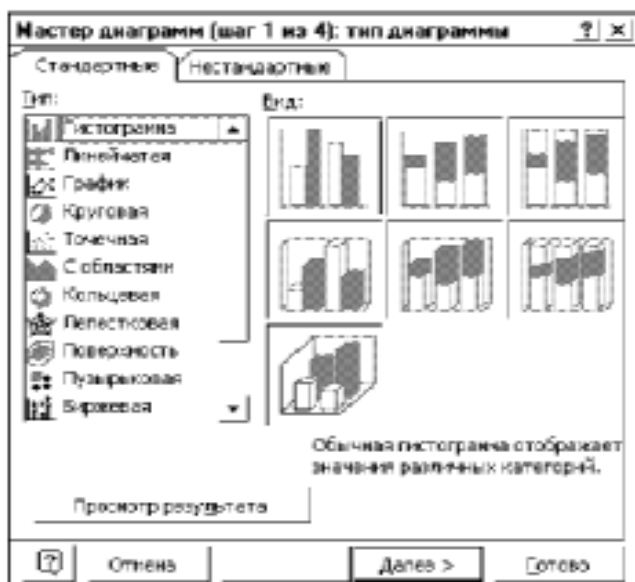 Мастер диаграмм (шаг 1 из 4): тип диаграммы
Стандартные Нестандартные
Тип: Вид:
Гистограмма
Линейчатая
График
Круговая
Точечная
С областями
Кольцевая
Лепестковая
Поверхность
Пузырьковая
Биржевая
Обычная гистограмма отображает
значения различных категорий.
Просмотр результата
Отмена Далее > Готово